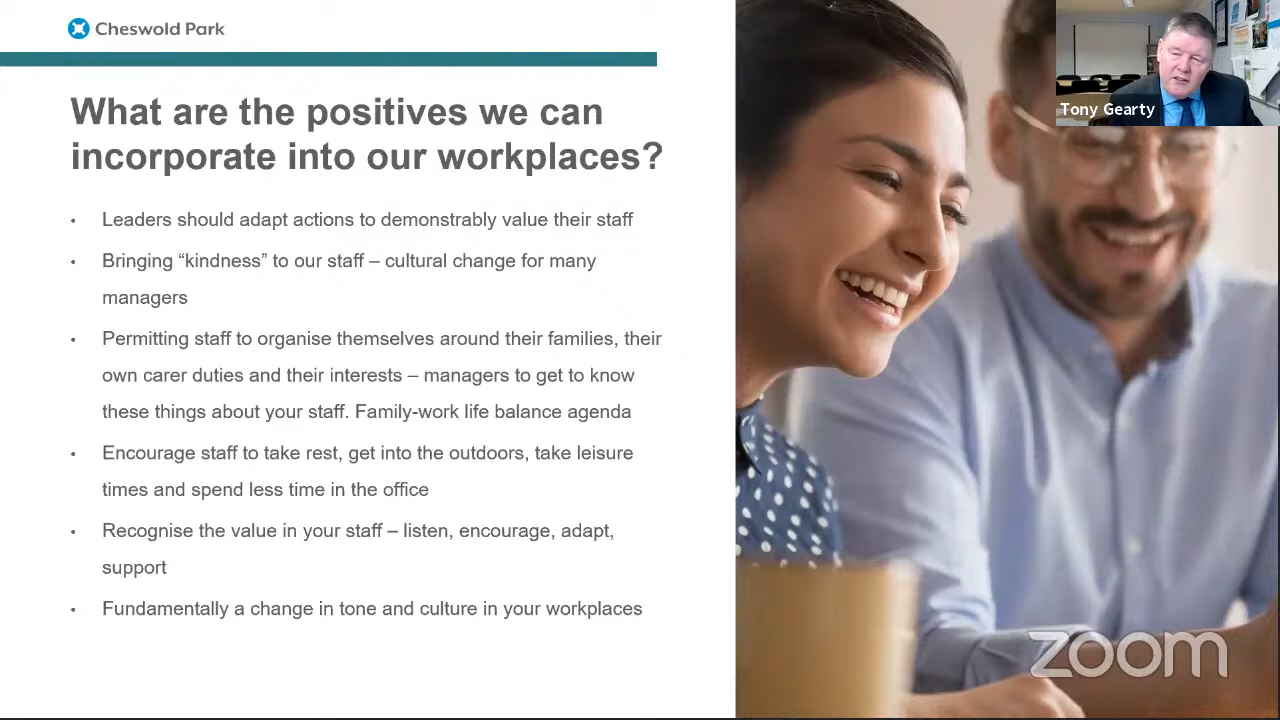 Cheswold Park
Tony Gearty
What are the positives we can
incorporate into our workplaces?
• Leaders should adapt actions to demonstrably value their staff
• Bringing “kindness” to our staff – cultural change for many
managers
• Permitting staff to organise themselves around their families, their
own carer duties and their interests – managers to get to know
these things about your staff. Family-work life balance agenda
• Encourage staff to take rest, get into the outdoors, take leisure
times and spend less time in the office
• Recognise the value in your staff – listen, encourage, adapt,
support
• Fundamentally a change in tone and culture in your workplaces
zoom